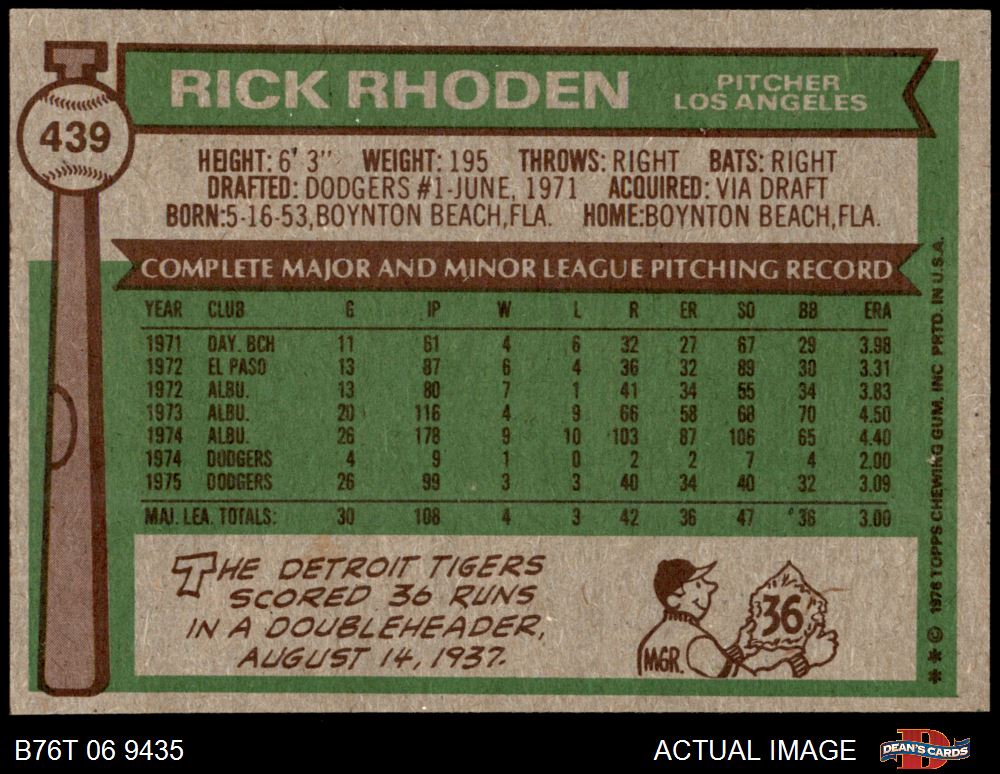 439
RICK RHODEN
PITCHER
LOS ANGELES
HEIGHT: 6' 3" WEIGHT: 195 THROWS: RIGHT BATS: RIGHT
DRAFTED: DODGERS #1-JUNE, 1971 ACQUIRED: VIA DRAFT
BORN:5-16-53,BOYNTON BEACH,FLA. HOME:BOYNTON BEACH,FLA.
COMPLETE MAJOR AND MINOR LEAGUE PITCHING RECORD
YEAR CLUB G IP W L R ER SO BB ERA
1971 DAY. BCH 11 61 4 6 32 27 67 29 3.98
1972 EL PASO 13 87 6 4 36 32 89 30 3.31
1972 ALBU. 13 80 7 1 41 34 55 34 3.83
1973 ALBU. 20 116 4 9 66 58 68 70 4.50
1974 ALBU. 26 178 9 10 103 87 106 65 4.40
1974 DODGERS 4 9 1 0 2 2 7 4 2.00
1975 DODGERS 26 99 3 3 40 34 40 32 3.09
MAJ. LEA. TOTALS: 30 108 4 3 42 36 47 36 3.00
THE DETROIT TIGERS
SCORED 36 RUNS
IN A DOUBLEHEADER,
AUGUST 14, 1937.
MGR.
36
**© 1976 TOPPS CHEWING GUM, INC PRTD. IN U.S.A.
B76T 06 9435
ACTUAL IMAGE
DEAN'S CARDS